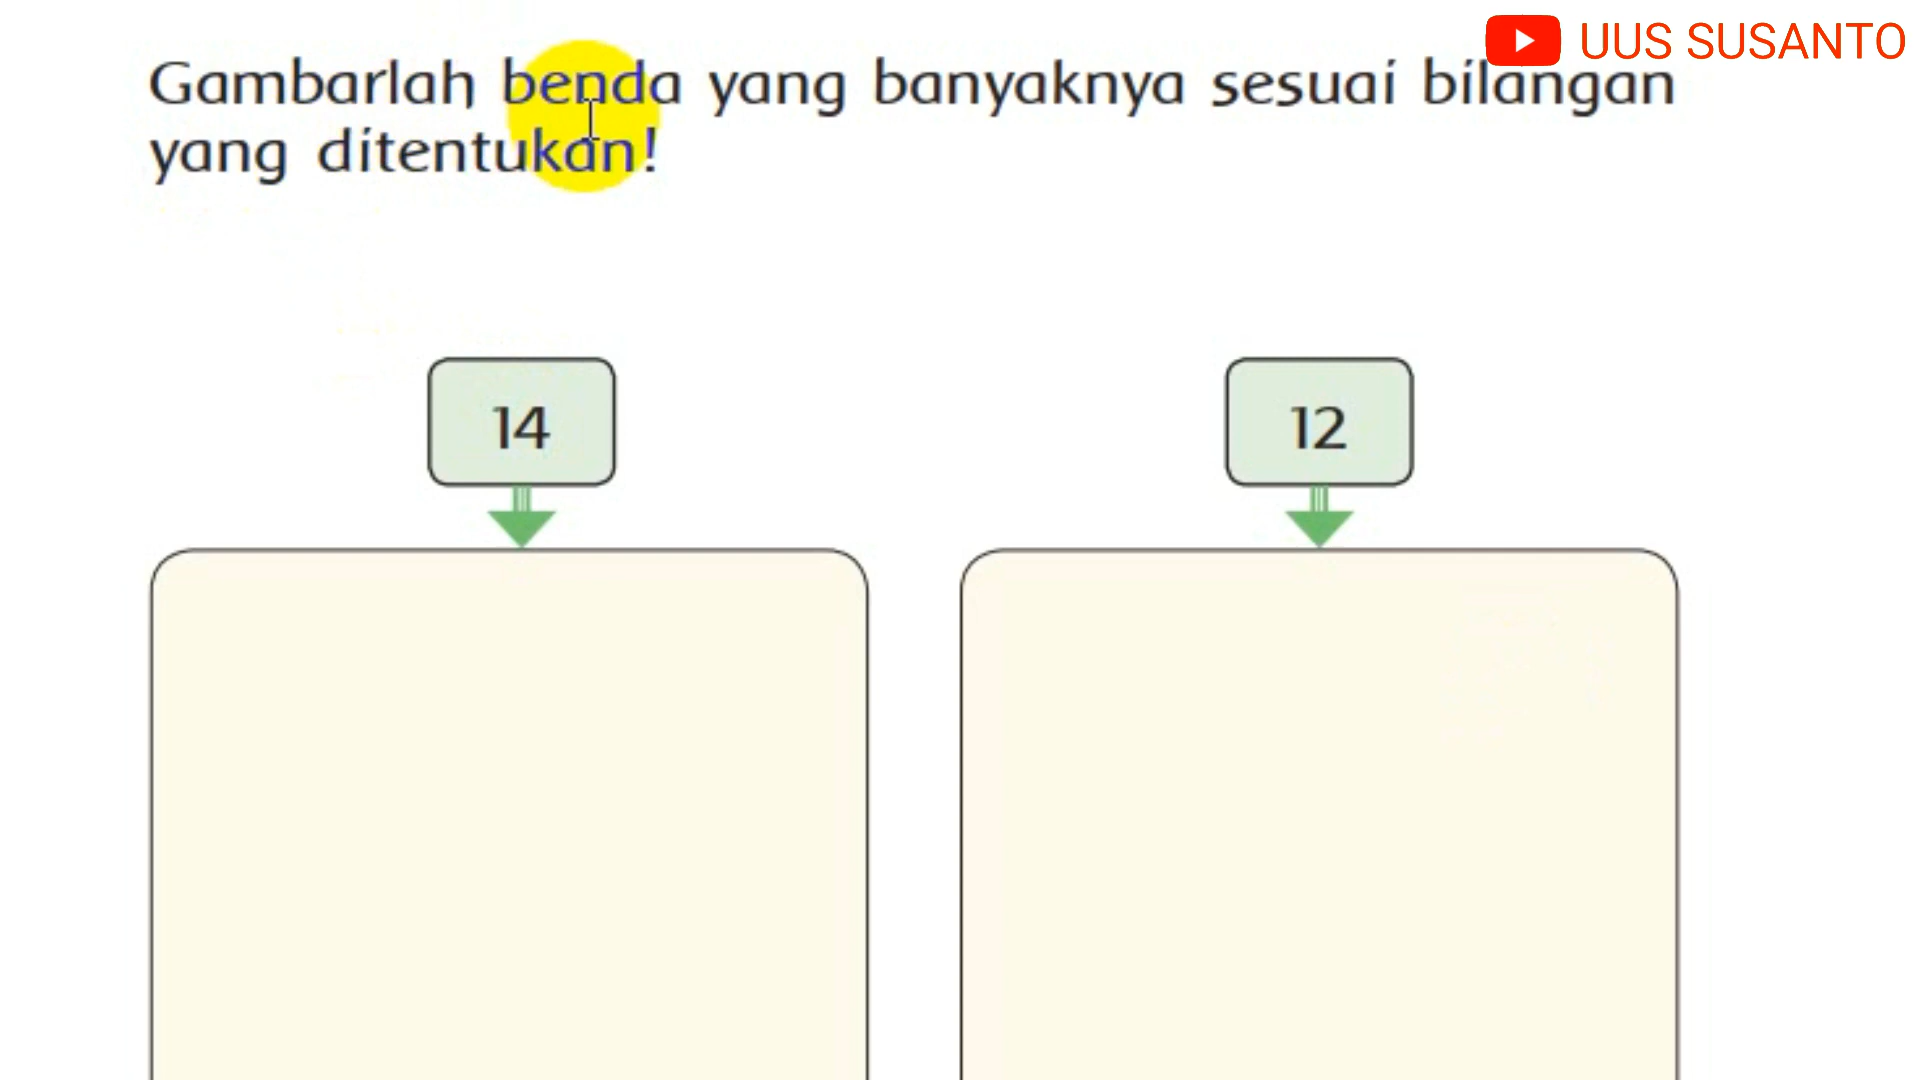 UUS SUSANTO
Gambarlah benda yang banyaknya sesuai bilangan
yang ditentukan!
14
12